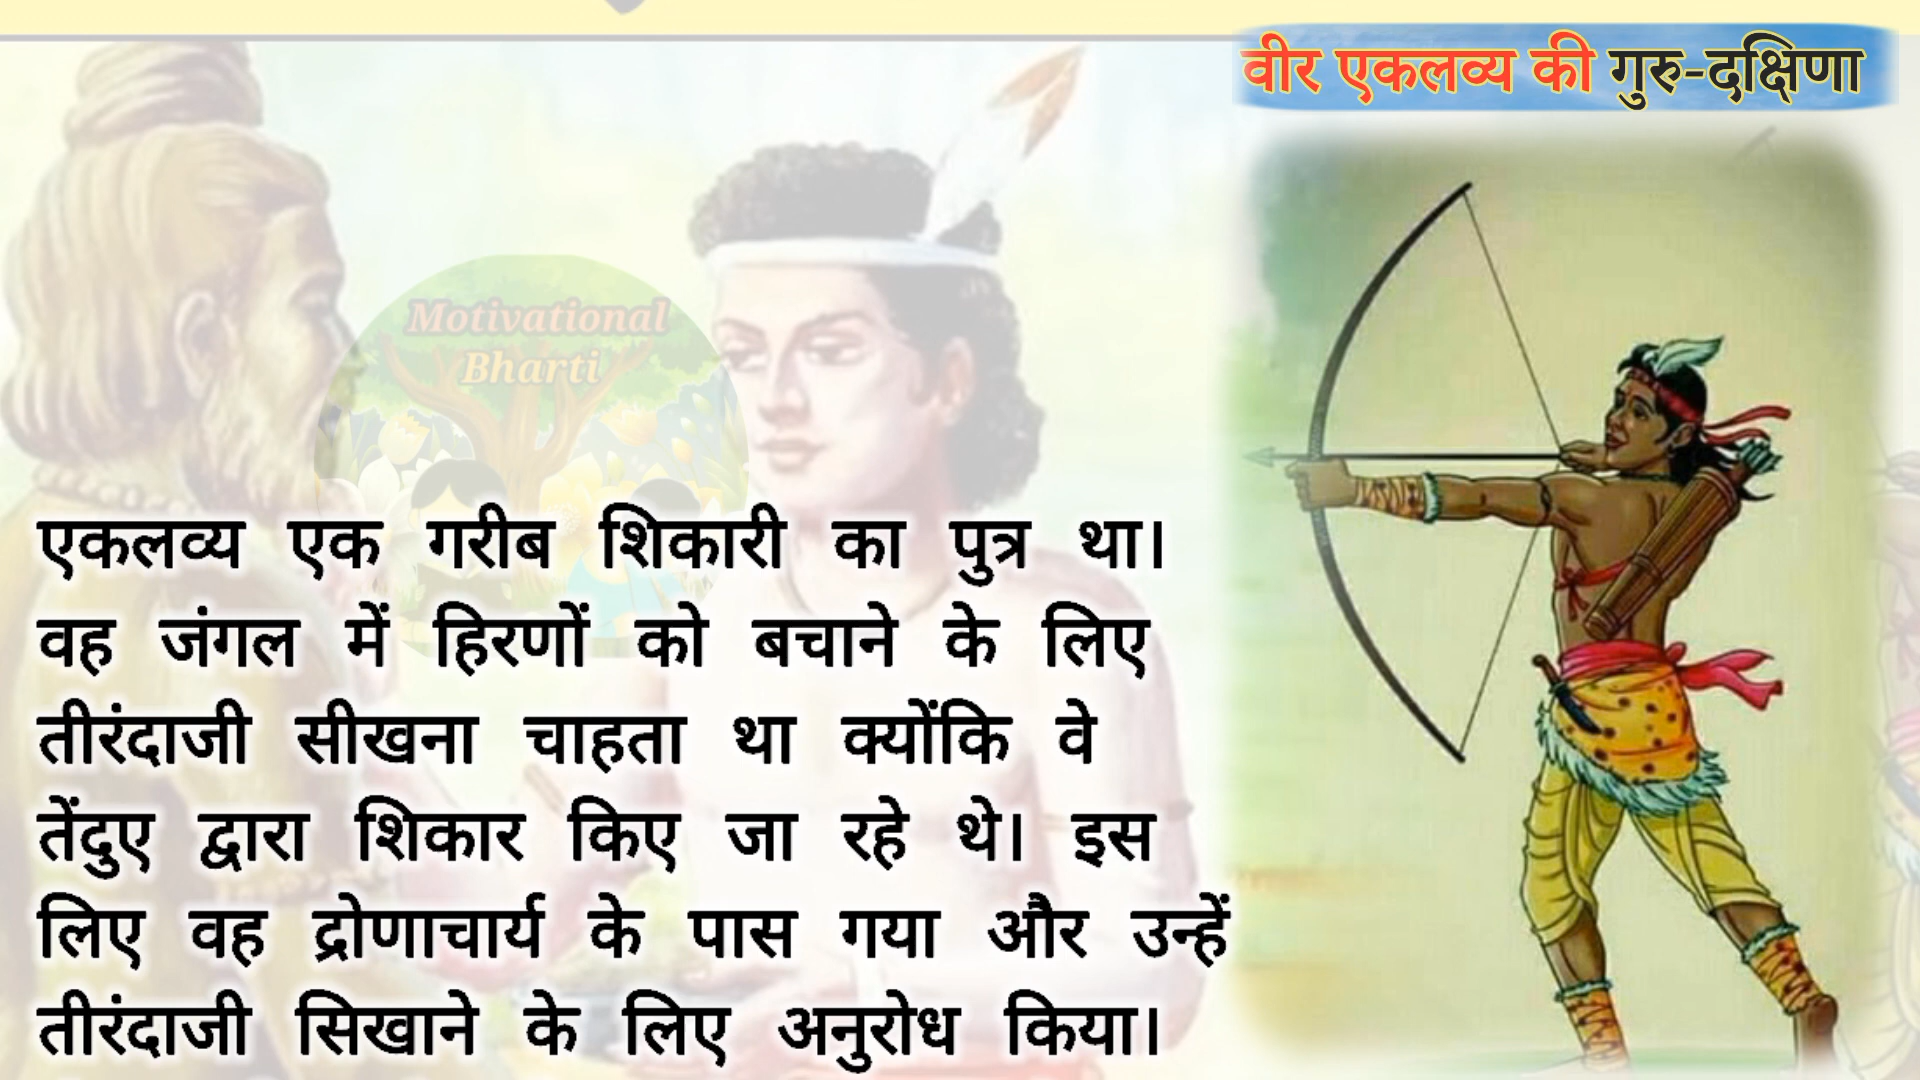 वीर एकलव्य की गुरु-दक्षिणा
Motivational
Bharti
एकलव्य एक गरीब शिकारी का पुत्र था।
वह जंगल में हिरणों को बचाने के लिए
तीरंदाजी सीखना चाहता था क्योंकि वे
तेंदुए द्वारा शिकार किए जा रहे थे। इस
लिए वह द्रोणाचार्य के पास गया और उन्हें
तीरंदाजी सिखाने के लिए अनुरोध किया।